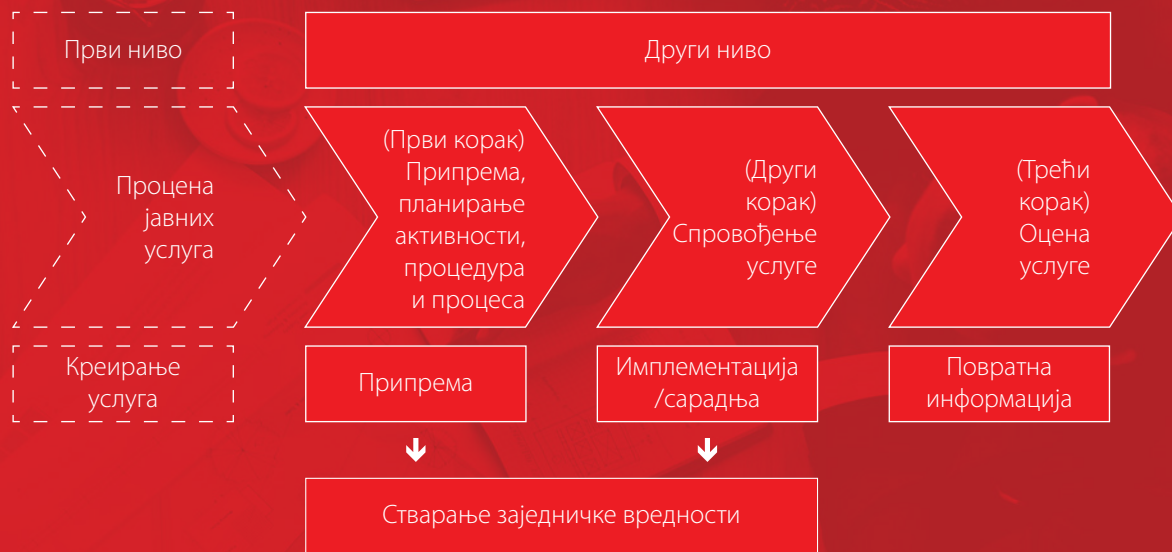 Први ниво
Други ниво
Процена
јавних
услуга
(Први корак)
Припрема,
планирање
активности,
процедура
и процеса
(Други
корак)
Спровођење
услуге
(Трећи
корак)
Оцена
услуге
Креирање
услуга
Припрема
Имплементација
/сарадња
Повратна
информација
Стварање заједничке вредности